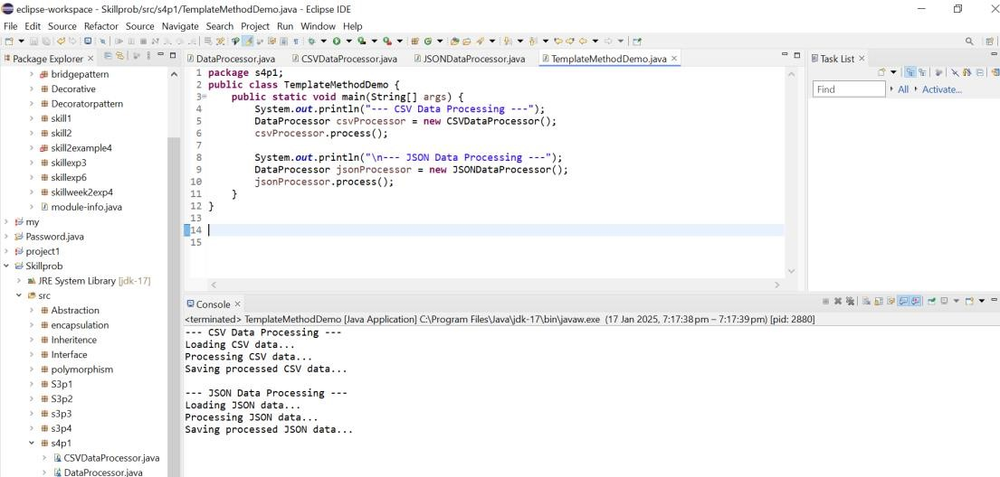 eclipse-workspace - Skillprob/src/s4p1/TemplateMethodDemo.java - Eclipse IDE
File Edit Source Refactor Source Navigate Search Project Run Window Help
Package Explorer
bridgepattern
Decorative
Decoratorpattern
skill1
skill2
skill2example4
skillexp3
skillexp6
skillweek2exp4
module-info.java
my
Password.java
project1
Skillprob
JRE System Library [jdk-17]
src
Abstraction
encapsulation
Inheritence
Interface
polymorphism
S3p1
S3p2
s3p3
s3p4
s4p1
CSVDataProcessor.java
DataProcessor.java
DataProcessor.java CSVDataProcessor.java JSONDataProcessor.java TemplateMethodDemo.java
1 package s4p1;
2 public class TemplateMethodDemo {
3 public static void main(String[] args) {
4 System.out.println("--- CSV Data Processing ---");
5 DataProcessor csvProcessor = new CSVDataProcessor();
6 csvProcessor.process();
7
8 System.out.println("\n--- JSON Data Processing ---");
9 DataProcessor jsonProcessor = new JSONDataProcessor();
10 jsonProcessor.process();
11 }
12 }
13
14
15
Task List
Find All Activate...
Console
<terminated> TemplateMethodDemo [Java Application] C:\Program Files\Java\jdk-17\bin\javaw.exe (17 Jan 2025, 7:17:38 pm – 7:17:39 pm) [pid: 2880]
--- CSV Data Processing ---
Loading CSV data...
Processing CSV data...
Saving processed CSV data...
--- JSON Data Processing ---
Loading JSON data...
Processing JSON data...
Saving processed JSON data...